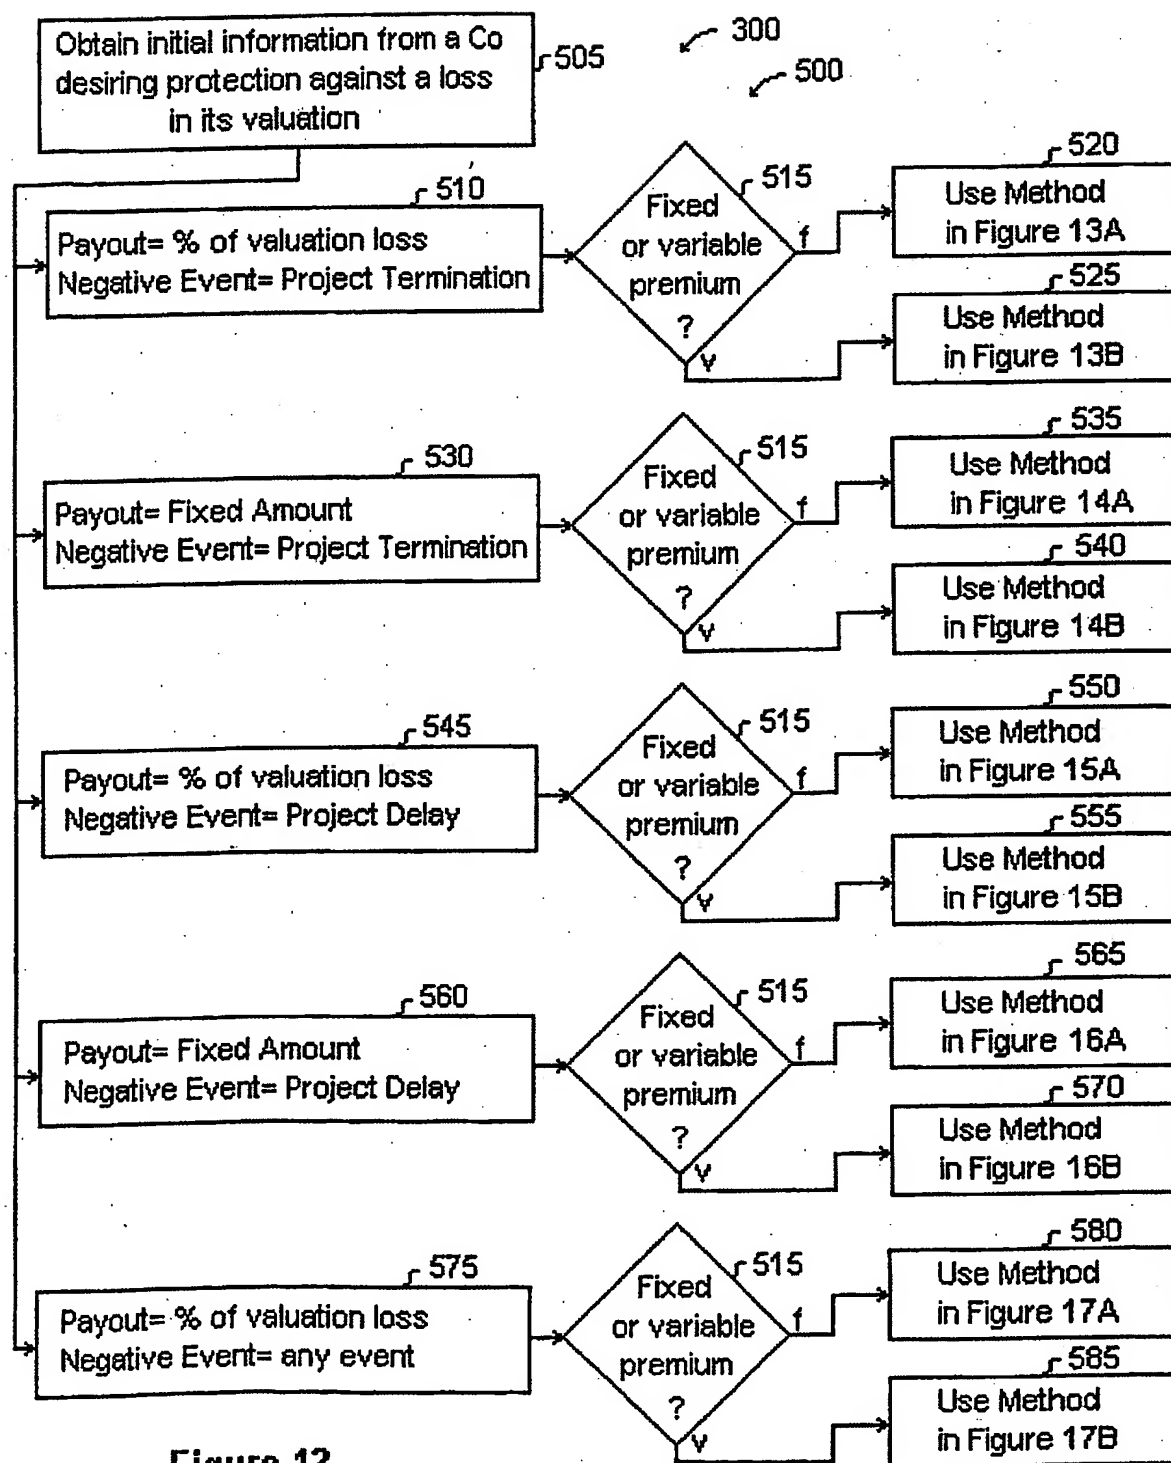 Obtain initial information from a Co
desiring protection against a loss
in its valuation
505
300
500
510
Payout= % of valuation loss
Negative Event= Project Termination
515
Fixed
or variable
premium
?
f
v
520
Use Method
in Figure 13A
525
Use Method
in Figure 13B
530
Payout= Fixed Amount
Negative Event= Project Termination
515
Fixed
or variable
premium
?
f
v
535
Use Method
in Figure 14A
540
Use Method
in Figure 14B
545
Payout= % of valuation loss
Negative Event= Project Delay
515
Fixed
or variable
premium
?
f
v
550
Use Method
in Figure 15A
555
Use Method
in Figure 15B
560
Payout= Fixed Amount
Negative Event= Project Delay
515
Fixed
or variable
premium
?
f
v
565
Use Method
in Figure 16A
570
Use Method
in Figure 16B
575
Payout= % of valuation loss
Negative Event= any event
515
Fixed
or variable
premium
?
f
v
580
Use Method
in Figure 17A
585
Use Method
in Figure 17B
Figure 12